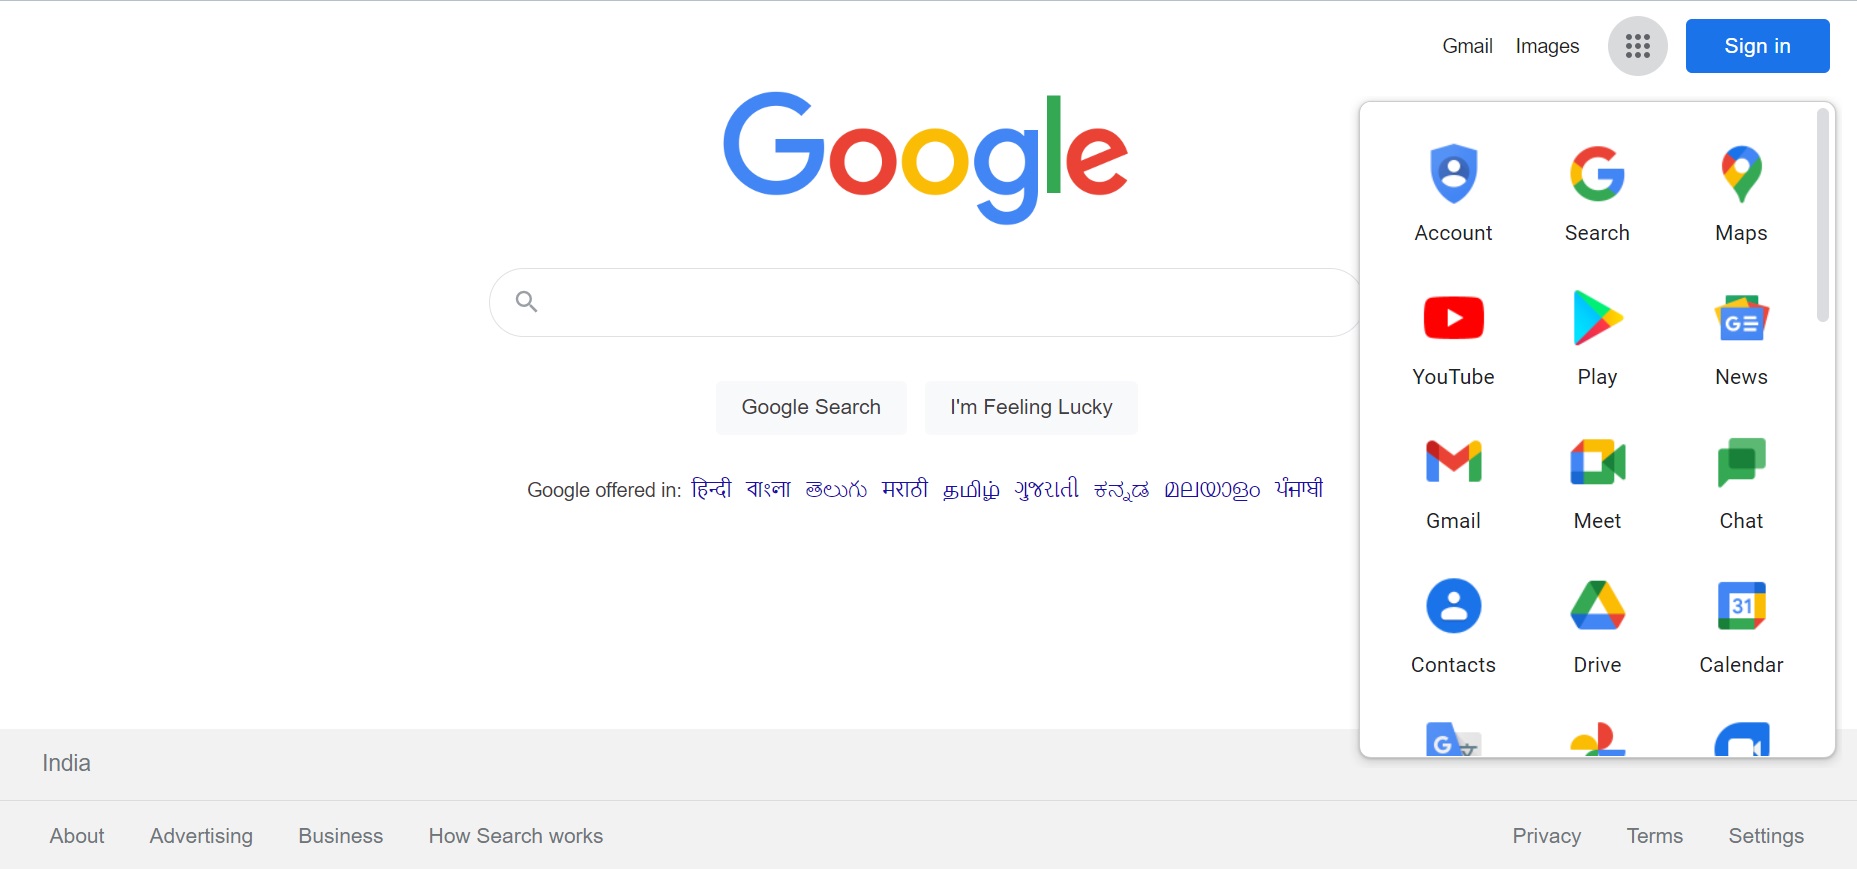 Gmail Images Sign in
Google
Account Search Maps
YouTube Play News
GE
Google Search I'm Feeling Lucky
Google offered in: हिन्दी বাংলা తెలుగు मराठी தமிழ் ગુજરાતી ಕನ್ನಡ മലയാളം ਪੰਜਾਬੀ
Gmail Meet Chat
31
Contacts Drive Calendar
G 文
India
About Advertising Business How Search works Privacy Terms Settings